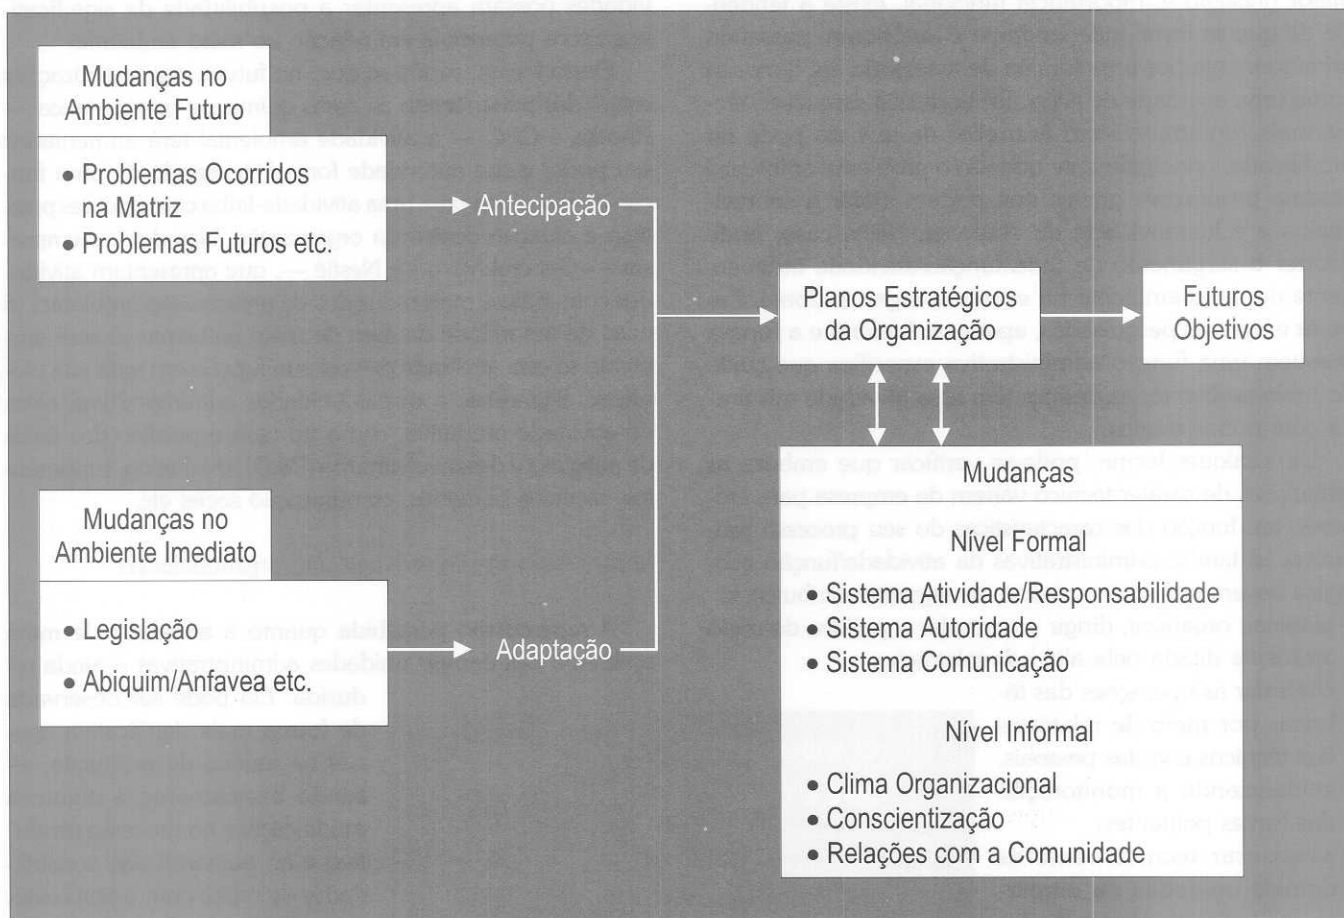 Mudanças no
Ambiente Futuro
• Problemas Ocorridos
na Matriz
• Problemas Futuros etc.
Antecipação
Mudanças no
Ambiente Imediato
• Legislação
• Abiquim/Anfavea etc.
Adaptação
Planos Estratégicos
da Organização
Futuros
Objetivos
Mudanças
Nível Formal
• Sistema Atividade/Responsabilidade
• Sistema Autoridade
• Sistema Comunicação
Nível Informal
• Clima Organizacional
• Conscientização
• Relações com a Comunidade